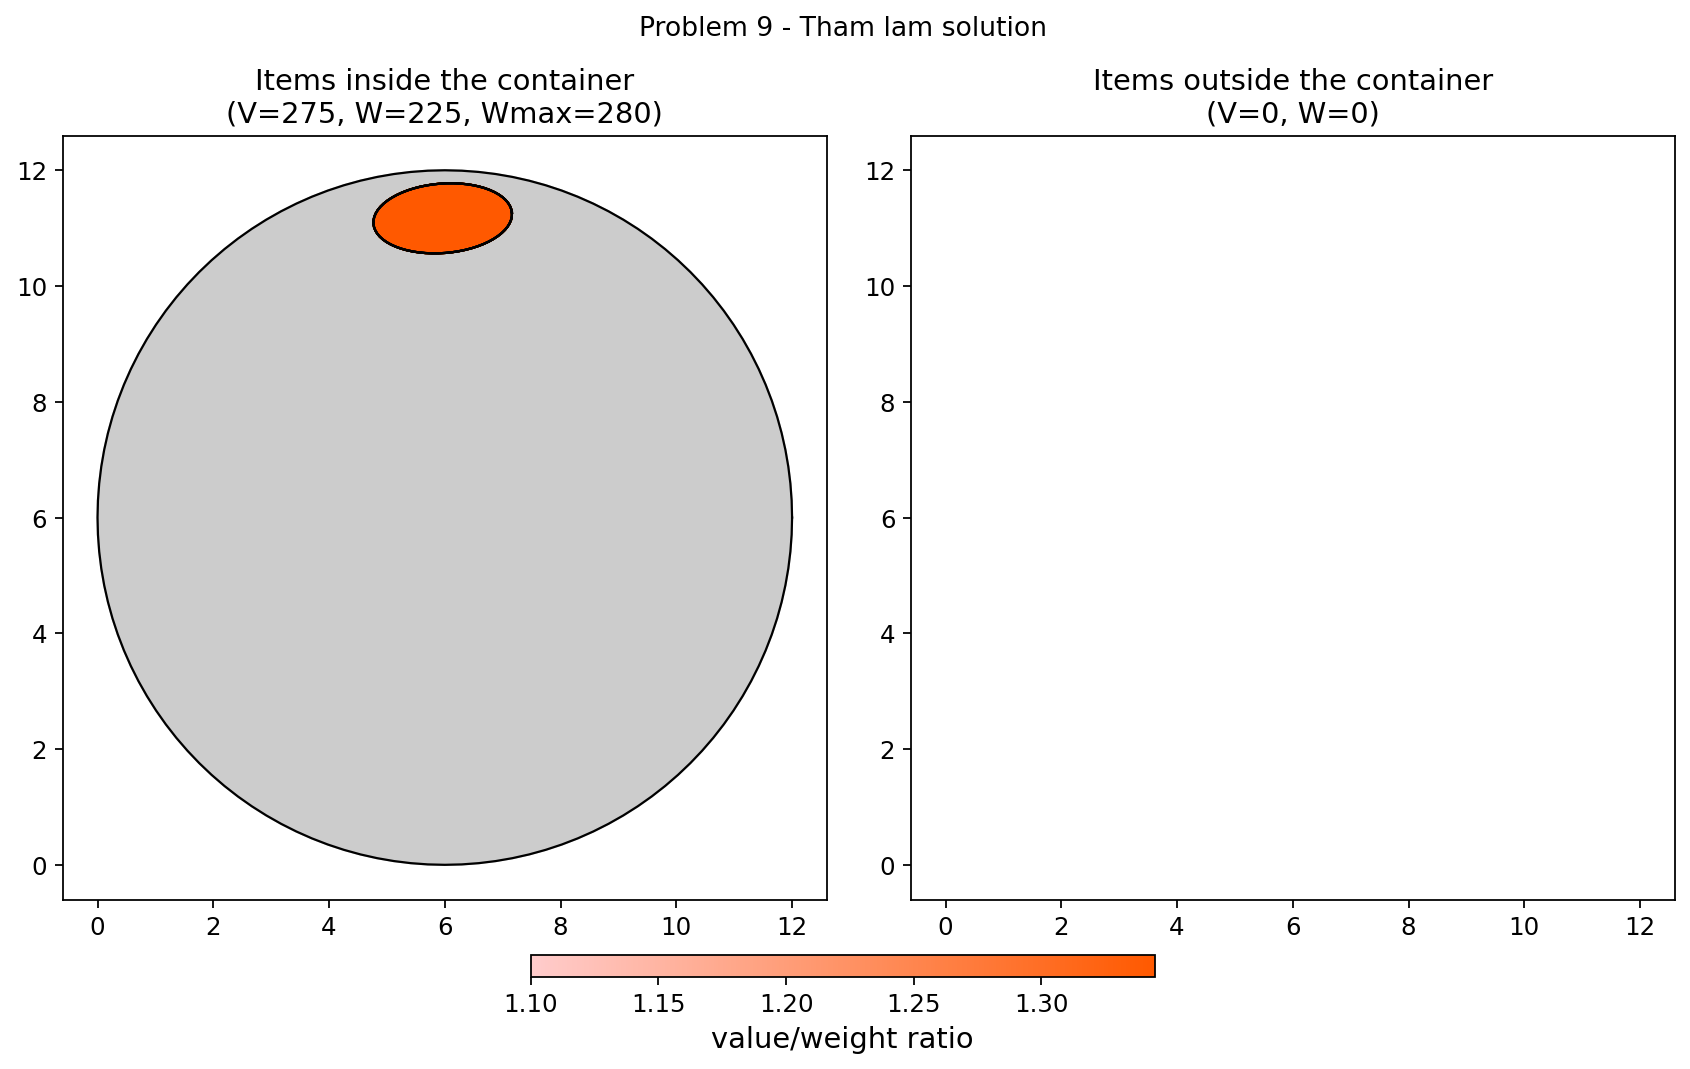 Problem 9 - Tham lam solution
Items inside the container
(V=275, W=225, Wmax=280)
12
10
8
6
4
2
0
0 2 4 6 8 10 12
Items outside the container
(V=0, W=0)
12
10
8
6
4
2
0
0 2 4 6 8 10 12
1.10 1.15 1.20 1.25 1.30
value/weight ratio